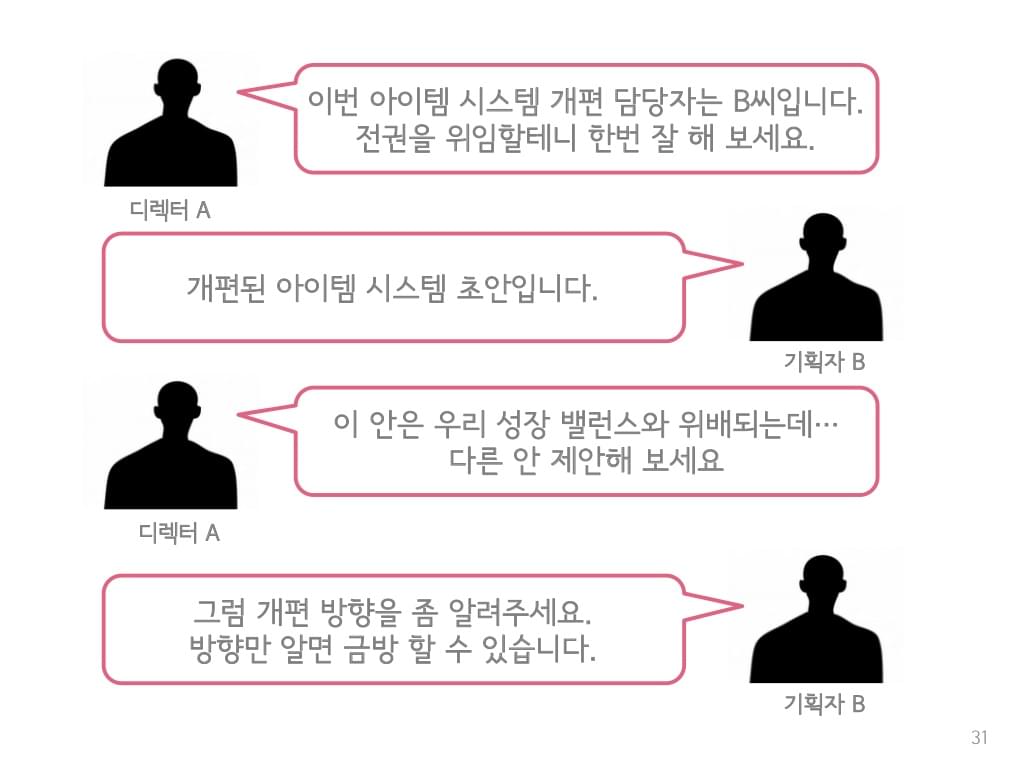 이번 아이템 시스템 개편 담당자는 B씨입니다.
전권을 위임할테니 한번 잘 해 보세요.
디렉터 A
개편된 아이템 시스템 초안입니다.
기획자 B
이 안은 우리 성장 밸런스와 위배되는데…
다른 안 제안해 보세요
디렉터 A
그럼 개편 방향을 좀 알려주세요.
방향만 알면 금방 할 수 있습니다.
기획자 B
31